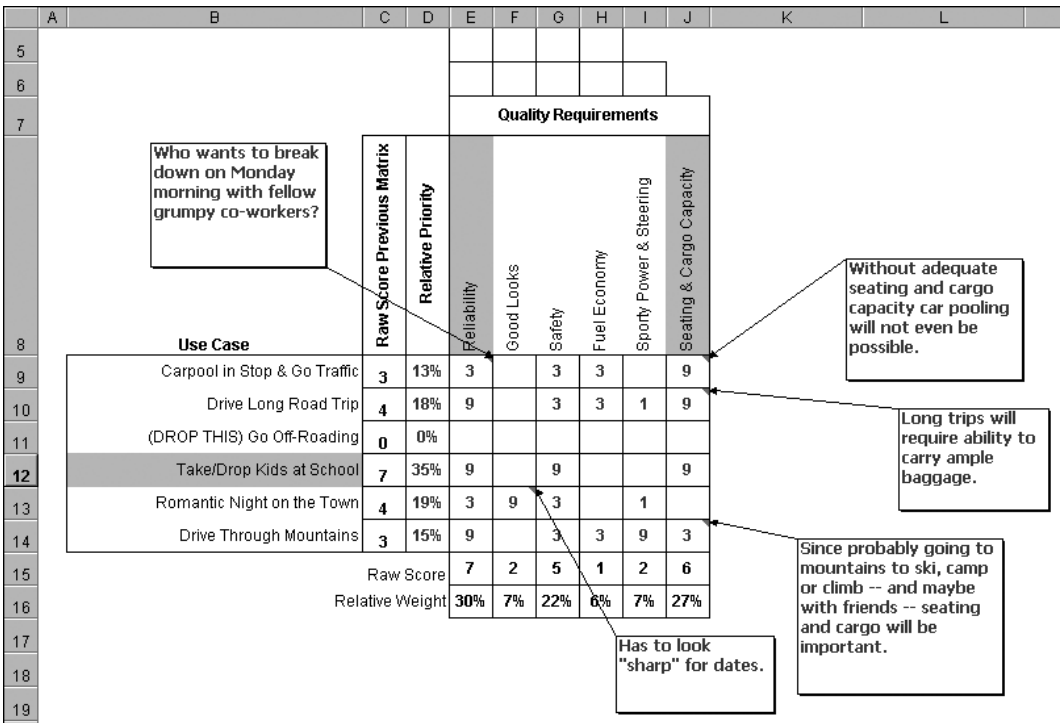 A B C D E F G H I J K L
5
6
7 Quality Requirements
Who wants to break
down on Monday
morning with fellow
grumpy co-workers?
8 Use Case Raw Score Previous Matrix Relative Priority Reliability Good Looks Safety Fuel Economy Sporty Power & Steering Seating & Cargo Capacity
Without adequate
seating and cargo
capacity car pooling
will not even be
possible.
9 Carpool in Stop & Go Traffic 3 13% 3 3 3 9
10 Drive Long Road Trip 4 18% 9 3 3 1 9
11 (DROP THIS) Go Off-Roading 0 0%
Long trips will
require ability to
carry ample
baggage.
12 Take/Drop Kids at School 7 35% 9 9 9
13 Romantic Night on the Town 4 19% 3 9 3 1
14 Drive Through Mountains 3 15% 9 3 3 9 3
15 Raw Score 7 2 5 1 2 6
16 Relative Weight 30% 7% 22% 6% 7% 27%
Since probably going to
mountains to ski, camp
or climb -- and maybe
with friends -- seating
and cargo will be
important.
17
Has to look
"sharp" for dates.
18
19